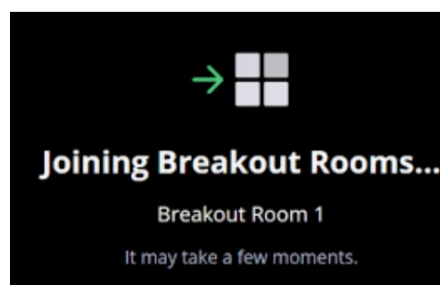 Joining Breakout Rooms...
Breakout Room 1
It may take a few moments.